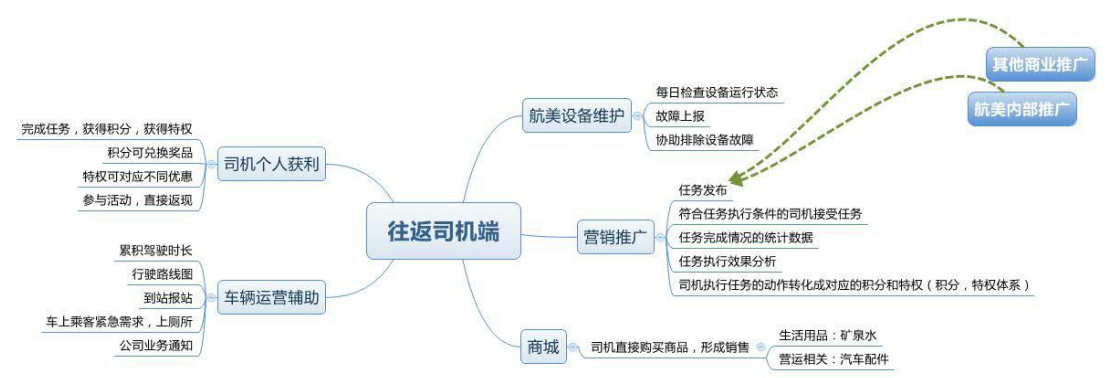 往返司机端
航美设备维护
每日检查设备运行状态
故障上报
协助排除设备故障
其他商业推广
航美内部推广
营销推广
任务发布
符合任务执行条件的司机接受任务
任务完成情况的统计数据
任务执行效果分析
司机执行任务的动作转化成对应的积分和特权（积分，特权体系）
商城
司机直接购买商品，形成销售
生活用品：矿泉水
营运相关：汽车配件
司机个人获利
完成任务，获得积分，获得特权
积分可兑换奖品
特权可对应不同优惠
参与活动，直接返现
车辆运营辅助
累积驾驶时长
行驶路线图
到站报站
车上乘客紧急需求，上厕所
公司业务通知